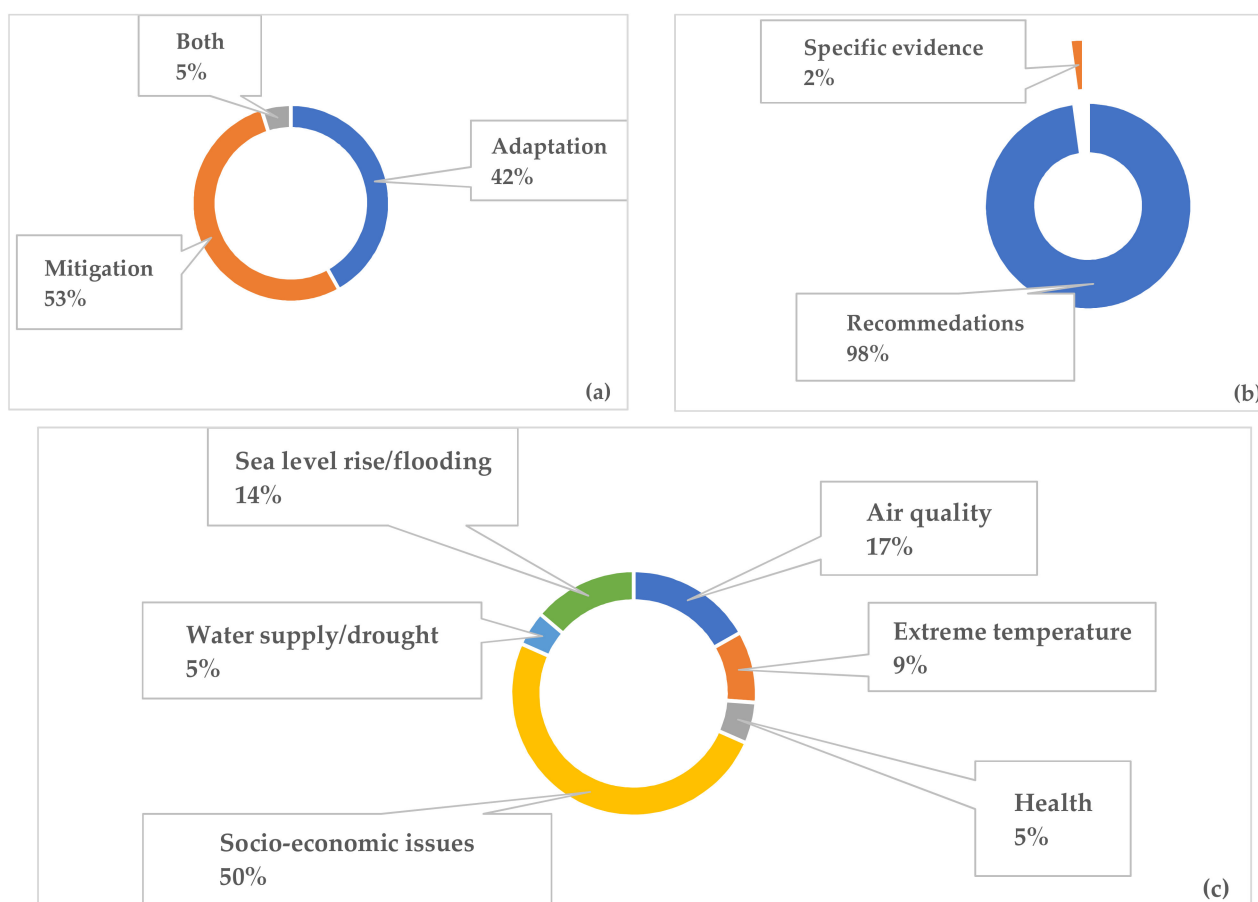 Both
5%
Adaptation
42%
Mitigation
53%
(a)
Specific evidence
2%
Recommedations
98%
(b)
Sea level rise/flooding
14%
Air quality
17%
Water supply/drought
5%
Extreme temperature
9%
Health
5%
Socio-economic issues
50%
(c)